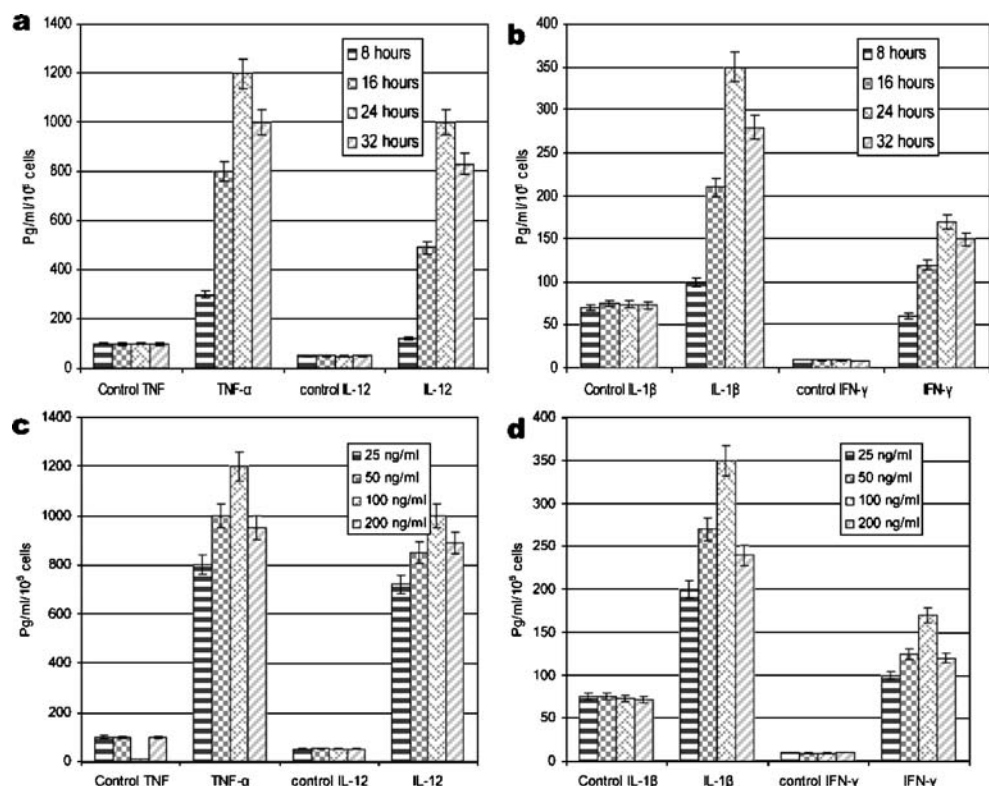 a
1400
1200
1000
800
600
400
200
0
Pg/ml/10⁶ cells
8 hours
16 hours
24 hours
32 hours
Control TNF
TNF-α
control IL-12
IL-12
b
400
350
300
250
200
150
100
50
0
Pg/ml/10⁶ cells
8 hours
16 hours
24 hours
32 hours
Control IL-1β
IL-1β
control IFN-γ
IFN-γ
c
1400
1200
1000
800
600
400
200
0
Pg/ml/10⁶ cells
25 ng/ml
50 ng/ml
100 ng/ml
200 ng/ml
Control TNF
TNF-α
control IL-12
IL-12
d
400
350
300
250
200
150
100
50
0
Pg/ml/10⁶ cells
25 ng/ml
50 ng/ml
100 ng/ml
200 ng/ml
Control IL-1β
IL-1β
control IFN-γ
IFN-γ